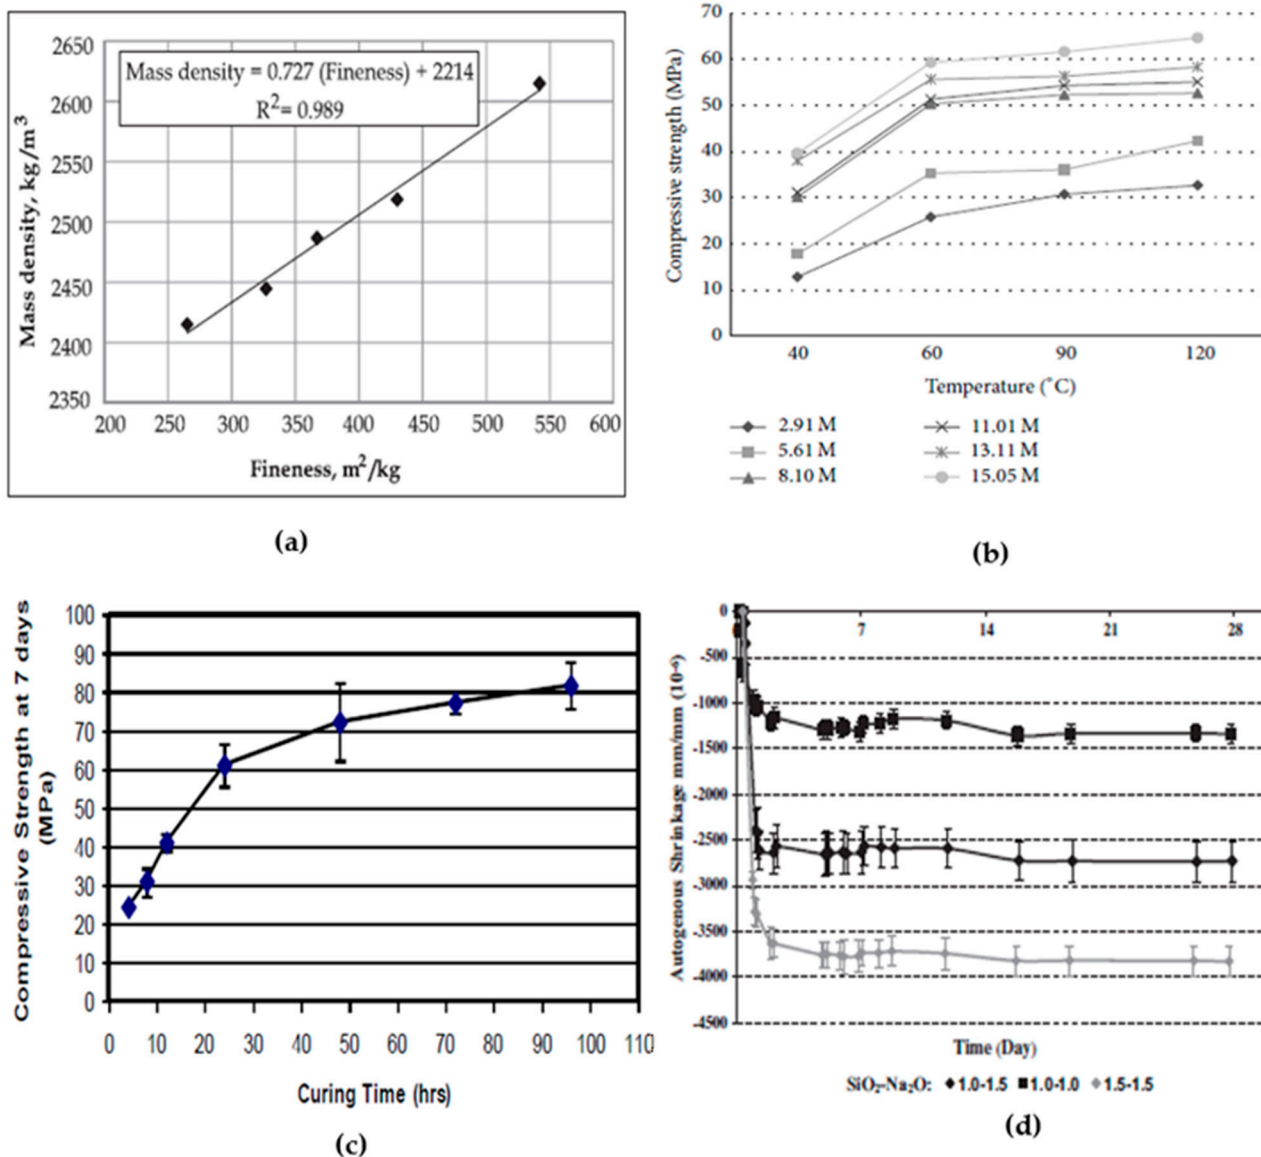 2650
2600
2550
2500
2450
2400
2350
200 250 300 350 400 450 500 550 600
Mass density, kg/m³
Mass density = 0.727 (Fineness) + 2214
R²= 0.989
Fineness, m²/kg
(a)
70
60
50
40
30
20
10
0
40 60 90 120
Compressive strength (MPa)
Temperature (°C)
2.91 M 11.01 M
5.61 M 13.11 M
8.10 M 15.05 M
(b)
100
90
80
70
60
50
40
30
20
10
0
0 10 20 30 40 50 60 70 80 90 100 110
Compressive Strength at 7 days
(MPa)
Curing Time (hrs)
(c)
0
-500
-1000
-1500
-2000
-2500
-3000
-3500
-4000
-4500
7 14 21 28
Autogenous Shrinkage mm/mm (10⁻⁶)
Time (Day)
SiO₂-Na₂O: 1.0-1.5 1.0-1.0 1.5-1.5
(d)